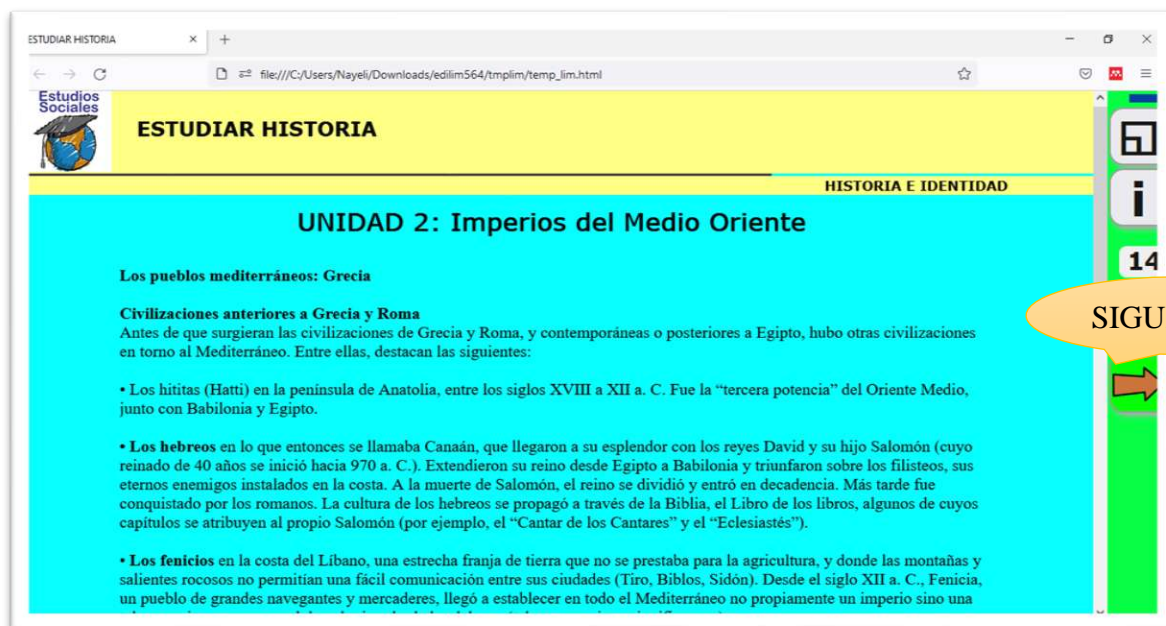 ESTUDIAR HISTORIA
file:///C:/Users/Nayeli/Downloads/edilim564/tmplim/temp_lim.html
Estudios
Sociales
ESTUDIAR HISTORIA
HISTORIA E IDENTIDAD
i
14
SIGU
UNIDAD 2: Imperios del Medio Oriente
Los pueblos mediterráneos: Grecia
Civilizaciones anteriores a Grecia y Roma
Antes de que surgieran las civilizaciones de Grecia y Roma, y contemporáneas o posteriores a Egipto, hubo otras civilizaciones
en torno al Mediterráneo. Entre ellas, destacan las siguientes:
• Los hititas (Hatti) en la península de Anatolia, entre los siglos XVIII a XII a. C. Fue la “tercera potencia” del Oriente Medio,
junto con Babilonia y Egipto.
• Los hebreos en lo que entonces se llamaba Canaán, que llegaron a su esplendor con los reyes David y su hijo Salomón (cuyo
reinado de 40 años se inició hacia 970 a. C.). Extendieron su reino desde Egipto a Babilonia y triunfaron sobre los filisteos, sus
eternos enemigos instalados en la costa. A la muerte de Salomón, el reino se dividió y entró en decadencia. Más tarde fue
conquistado por los romanos. La cultura de los hebreos se propagó a través de la Biblia, el Libro de los libros, algunos de cuyos
capítulos se atribuyen al propio Salomón (por ejemplo, el “Cantar de los Cantares” y el “Eclesiastés”).
• Los fenicios en la costa del Líbano, una estrecha franja de tierra que no se prestaba para la agricultura, y donde las montañas y
salientes rocosos no permitían una fácil comunicación entre sus ciudades (Tiro, Biblos, Sidón). Desde el siglo XII a. C., Fenicia,
un pueblo de grandes navegantes y mercaderes, llegó a establecer en todo el Mediterráneo no propiamente un imperio sino una